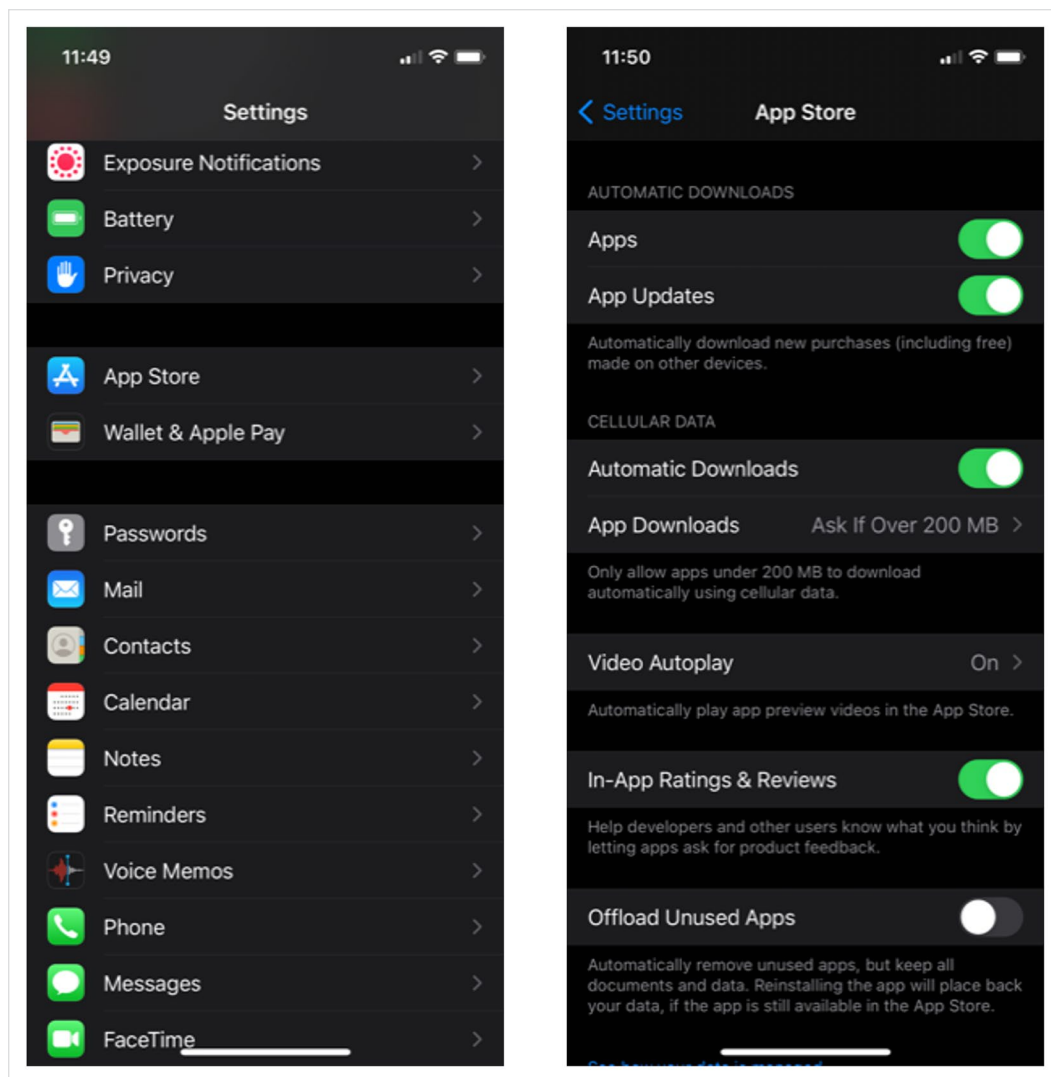 11:49
Settings
Exposure Notifications
Battery
Privacy
App Store
Wallet & Apple Pay
Passwords
Mail
Contacts
Calendar
Notes
Reminders
Voice Memos
Phone
Messages
FaceTime
11:50
Settings
App Store
AUTOMATIC DOWNLOADS
Apps
App Updates
Automatically download new purchases (including free)
made on other devices.
CELLULAR DATA
Automatic Downloads
App Downloads Ask If Over 200 MB
Only allow apps under 200 MB to download
automatically using cellular data.
Video Autoplay On
Automatically play app preview videos in the App Store.
In-App Ratings & Reviews
Help developers and other users know what you think by
letting apps ask for product feedback.
Offload Unused Apps
Automatically remove unused apps, but keep all
documents and data. Reinstalling the app will place back
your data, if the app is still available in the App Store.
See how your data is managed